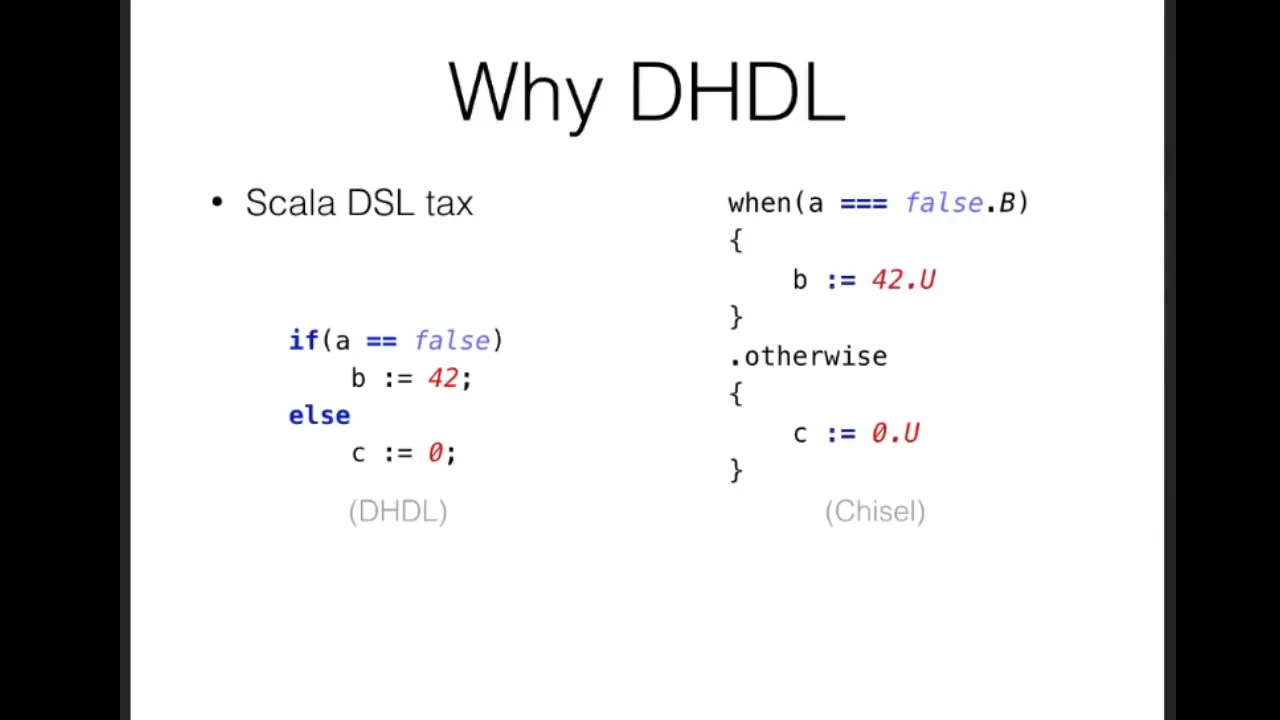 Why DHDL
• Scala DSL tax
if(a == false)
b := 42;
else
c := 0;
(DHDL)
when(a === false.B)
{
b := 42.U
}
.otherwise
{
c := 0.U
}
(Chisel)